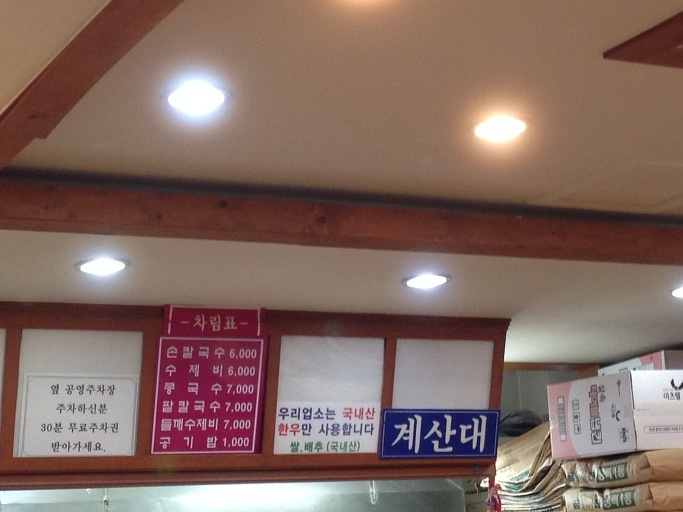 옆 공영주차장
주차하신분
30분 무료주차권
받아가세요.
- 차림표 -
손칼국수 6,000
수제비 6,000
콩국수 7,000
팥칼국수 7,000
들깨수제비 7,000
공기밥 1,000
우리업소는 국내산
한우만 사용합니다
쌀.배추 (국내산)
계산대